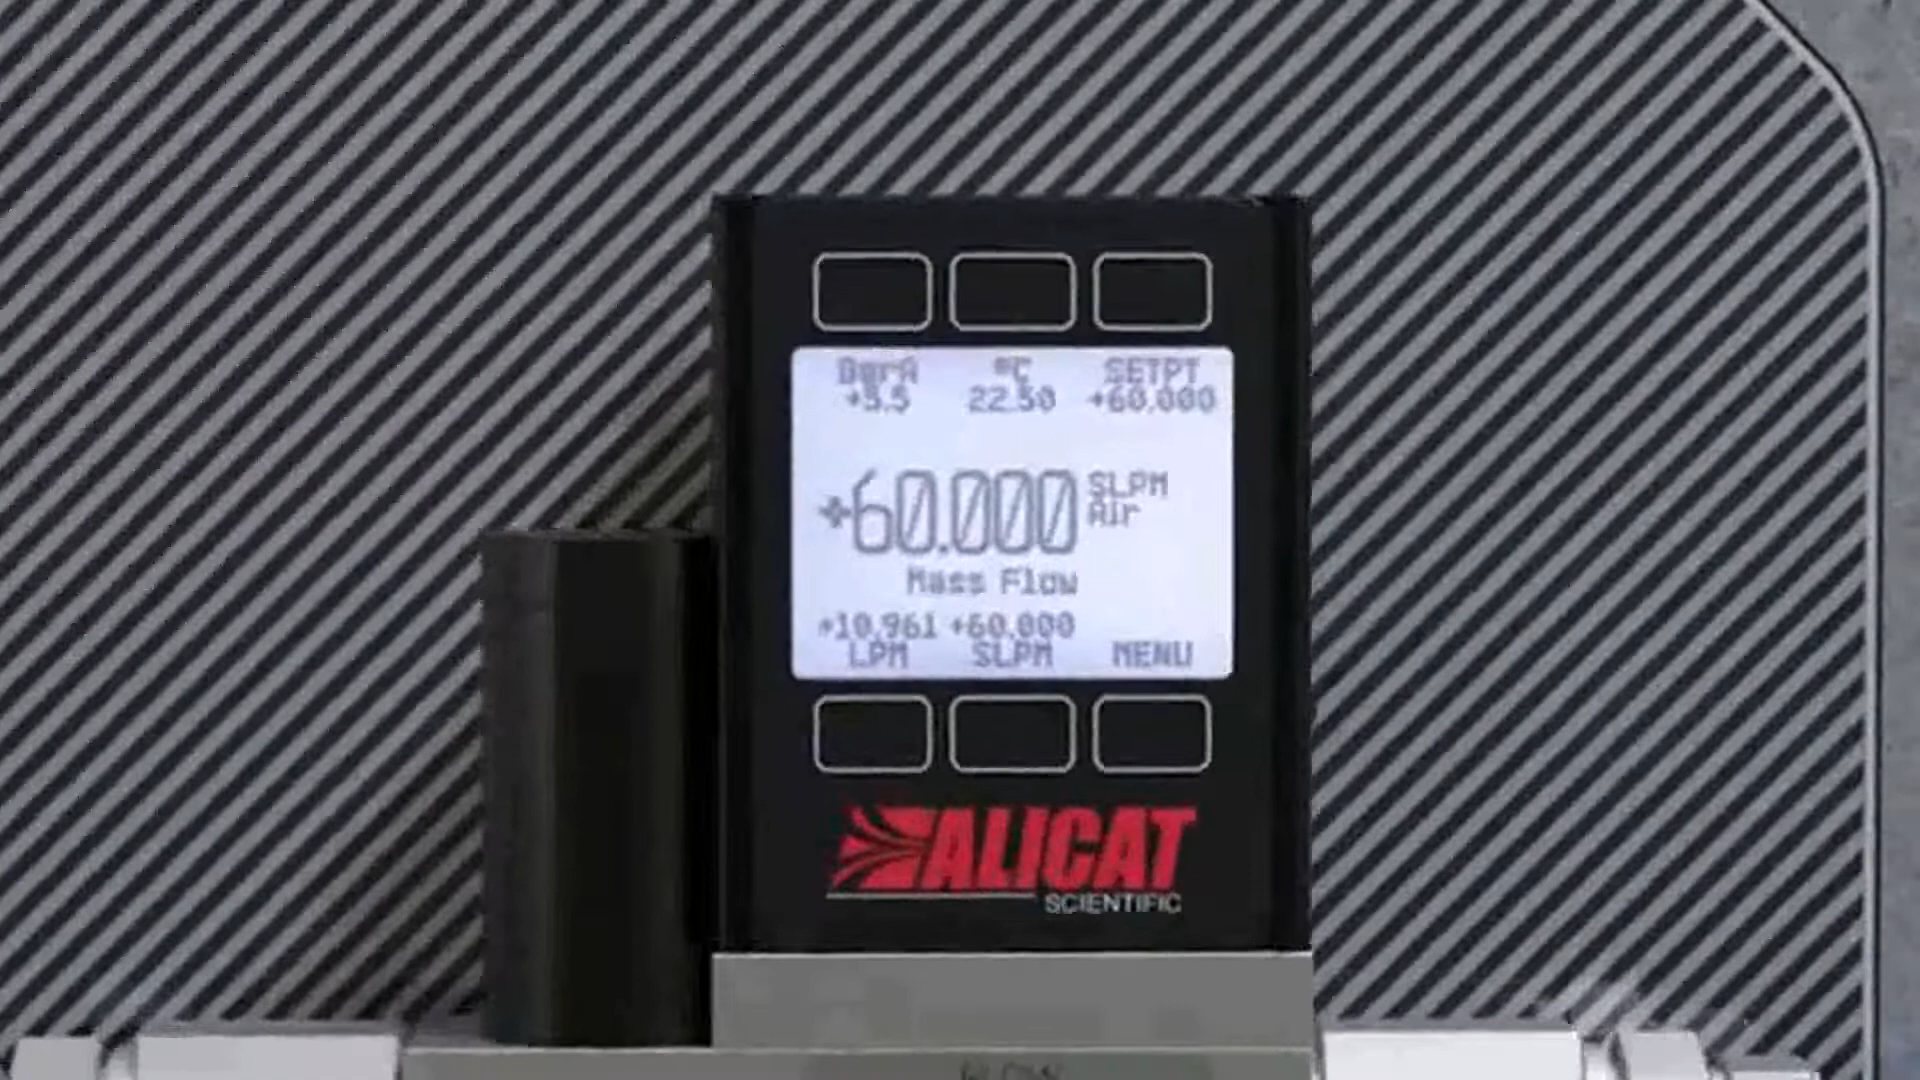 BarA °C SETPT
+5.5 22.50 +60.000
+60.000 SLPM
Air
Mass Flow
+10.961 +60.000
LPM SLPM MENU
ALICAT
SCIENTIFIC